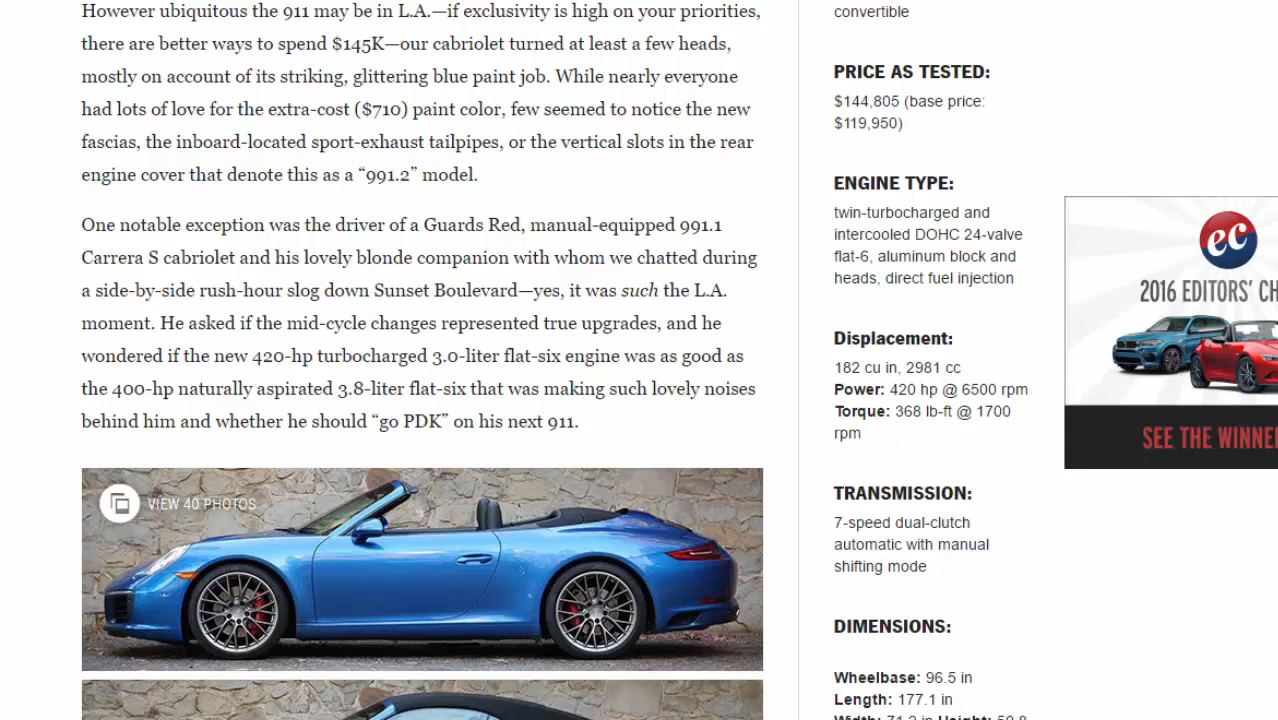 However ubiquitous the 911 may be in L.A.—if exclusivity is high on your priorities,
there are better ways to spend $145K—our cabriolet turned at least a few heads,
mostly on account of its striking, glittering blue paint job. While nearly everyone
had lots of love for the extra-cost ($710) paint color, few seemed to notice the new
fascias, the inboard-located sport-exhaust tailpipes, or the vertical slots in the rear
engine cover that denote this as a “991.2” model.
One notable exception was the driver of a Guards Red, manual-equipped 991.1
Carrera S cabriolet and his lovely blonde companion with whom we chatted during
a side-by-side rush-hour slog down Sunset Boulevard—yes, it was such the L.A.
moment. He asked if the mid-cycle changes represented true upgrades, and he
wondered if the new 420-hp turbocharged 3.0-liter flat-six engine was as good as
the 400-hp naturally aspirated 3.8-liter flat-six that was making such lovely noises
behind him and whether he should “go PDK” on his next 911.
VIEW 40 PHOTOS
convertible
PRICE AS TESTED:
$144,805 (base price:
$119,950)
ENGINE TYPE:
twin-turbocharged and
intercooled DOHC 24-valve
flat-6, aluminum block and
heads, direct fuel injection
Displacement:
182 cu in, 2981 cc
Power: 420 hp @ 6500 rpm
Torque: 368 lb-ft @ 1700
rpm
TRANSMISSION:
7-speed dual-clutch
automatic with manual
shifting mode
DIMENSIONS:
Wheelbase: 96.5 in
Length: 177.1 in
Width: 71.2 in Height: 50.8
ec
2016 EDITORS' CH
SEE THE WINNE